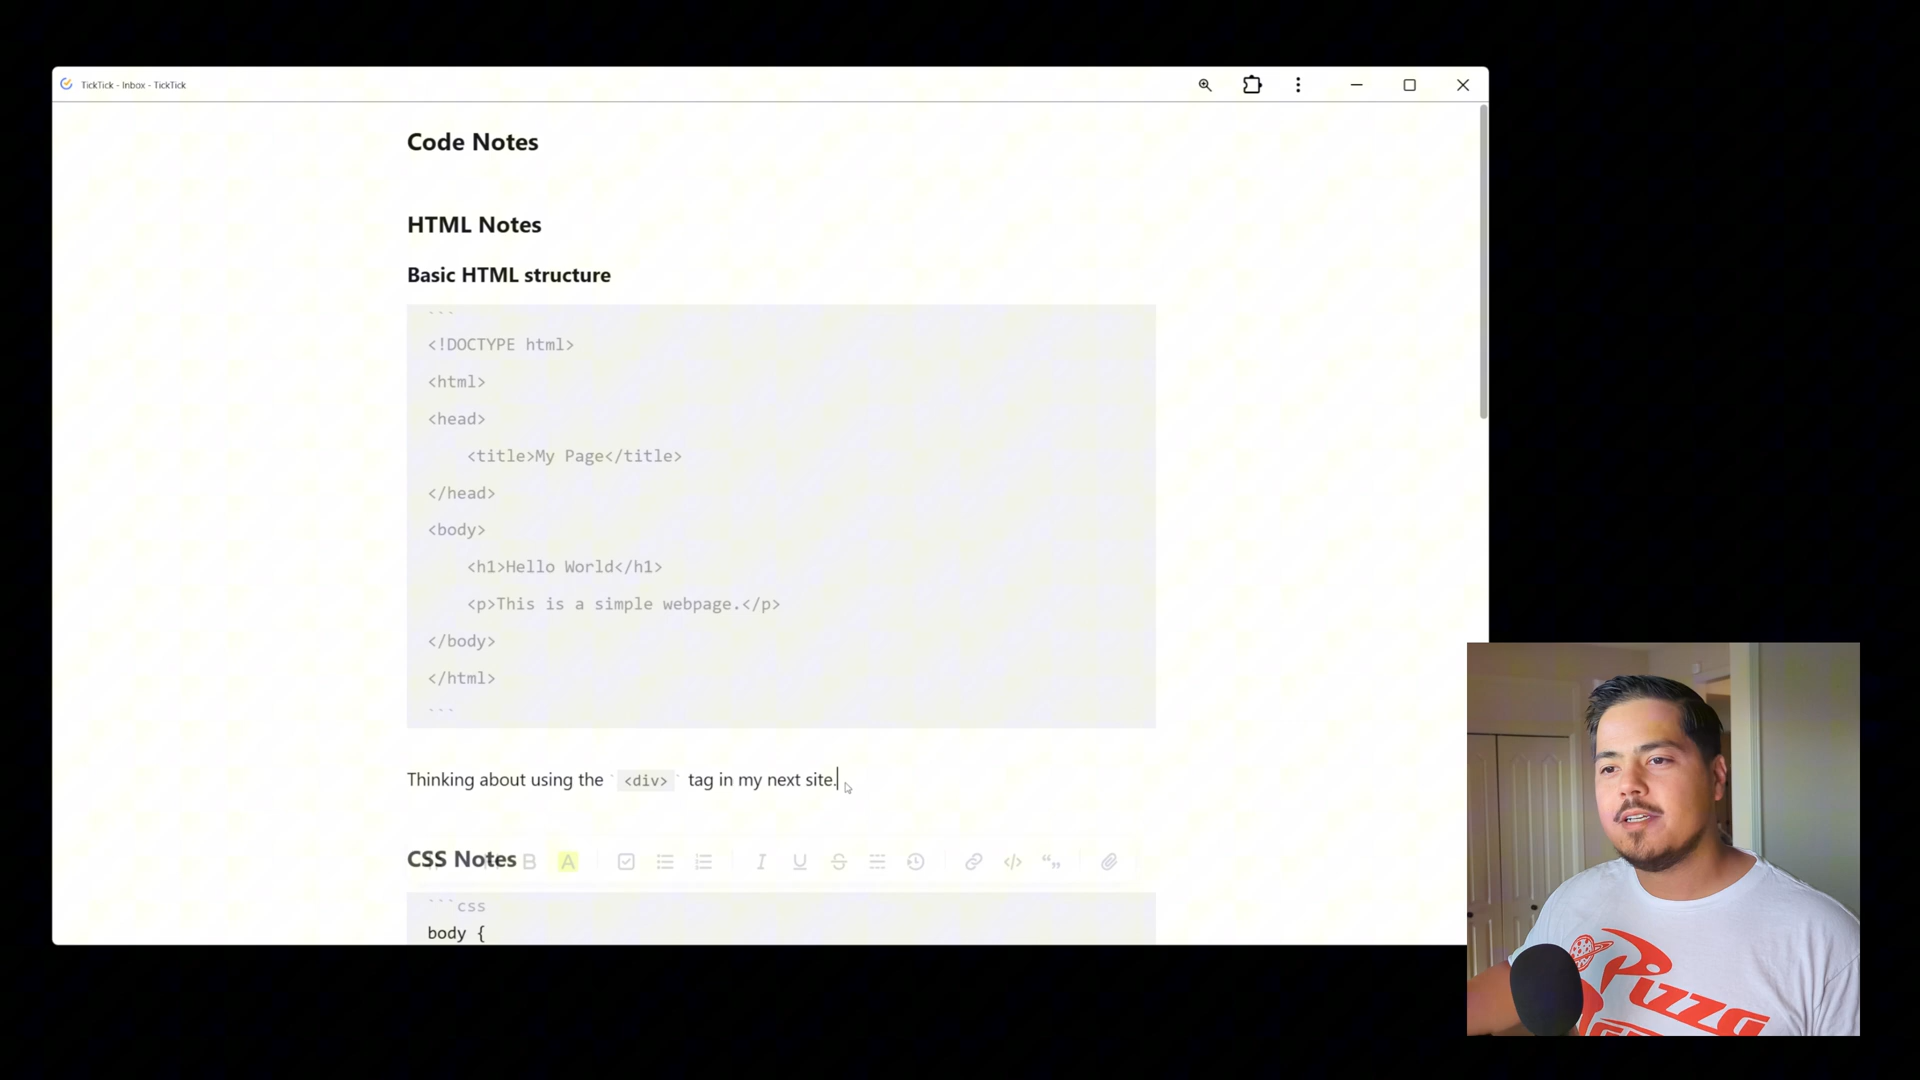 TickTick - Inbox - TickTick
Code Notes
HTML Notes
Basic HTML structure
```
<!DOCTYPE html>
<html>
<head>
    <title>My Page</title>
</head>
<body>
    <h1>Hello World</h1>
    <p>This is a simple webpage.</p>
</body>
</html>
```
Thinking about using the `<div>` tag in my next site.
CSS Notes
B A I U S
```css
body {
Pizza